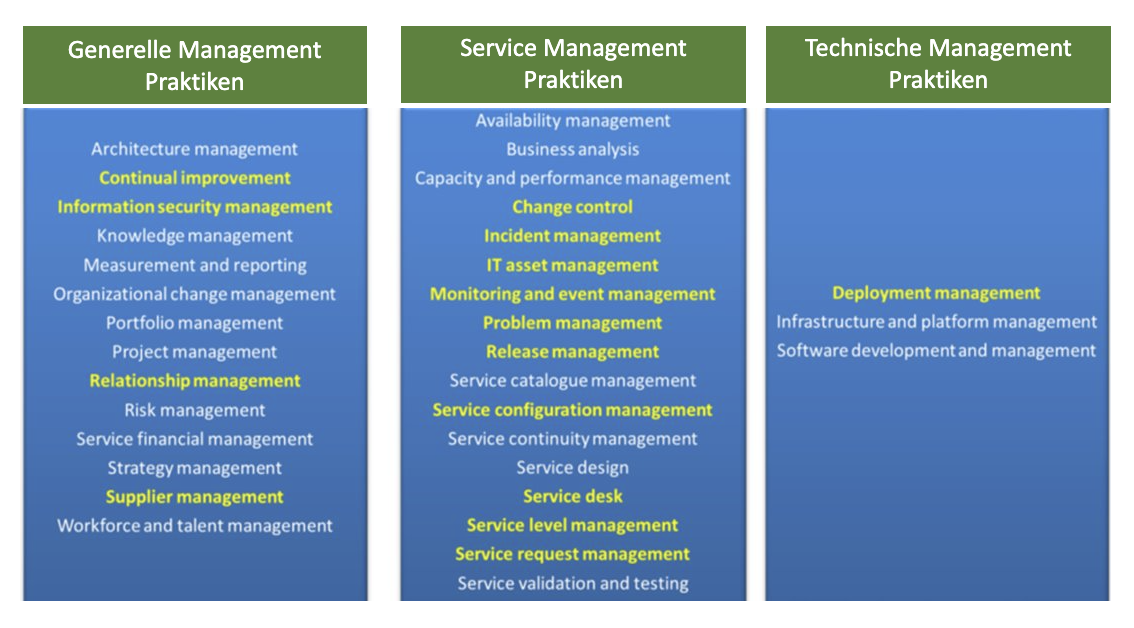 Generelle Management
Praktiken
Architecture management
Continual improvement
Information security management
Knowledge management
Measurement and reporting
Organizational change management
Portfolio management
Project management
Relationship management
Risk management
Service financial management
Strategy management
Supplier management
Workforce and talent management
Service Management
Praktiken
Availability management
Business analysis
Capacity and performance management
Change control
Incident management
IT asset management
Monitoring and event management
Problem management
Release management
Service catalogue management
Service configuration management
Service continuity management
Service design
Service desk
Service level management
Service request management
Service validation and testing
Technische Management
Praktiken
Deployment management
Infrastructure and platform management
Software development and management